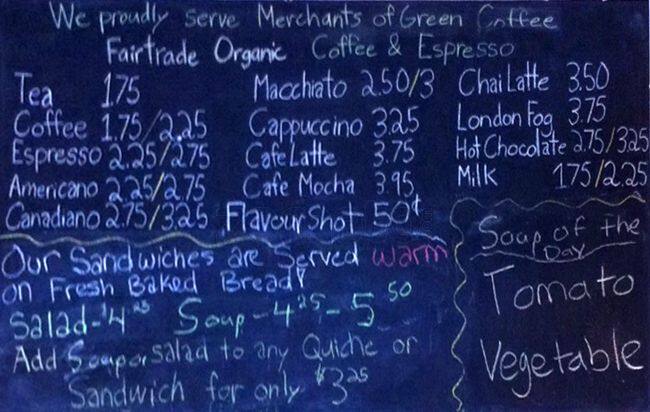 We proudly serve Merchants of Green Coffee
Fairtrade Organic Coffee & Espresso
Tea 1.75
Coffee 1.75/2.25
Espresso 2.25/2.75
Americano 2.25/2.75
Canadiano 2.75/3.25
Macchiato 2.50/3
Cappuccino 3.25
Cafe Latte 3.75
Cafe Mocha 3.95
Flavour Shot 50¢
Chai Latte 3.50
London Fog 3.75
Hot Chocolate 2.75/3.25
Milk 1.75/2.25
Our Sandwiches are Served warm
on Fresh Baked Bread!
Salad - $4.25
Soup - 4.25 - 5.50
Add Soup or salad to any Quiche or
Sandwich for only $3.25
Soup of the
Day
Tomato
Vegetable